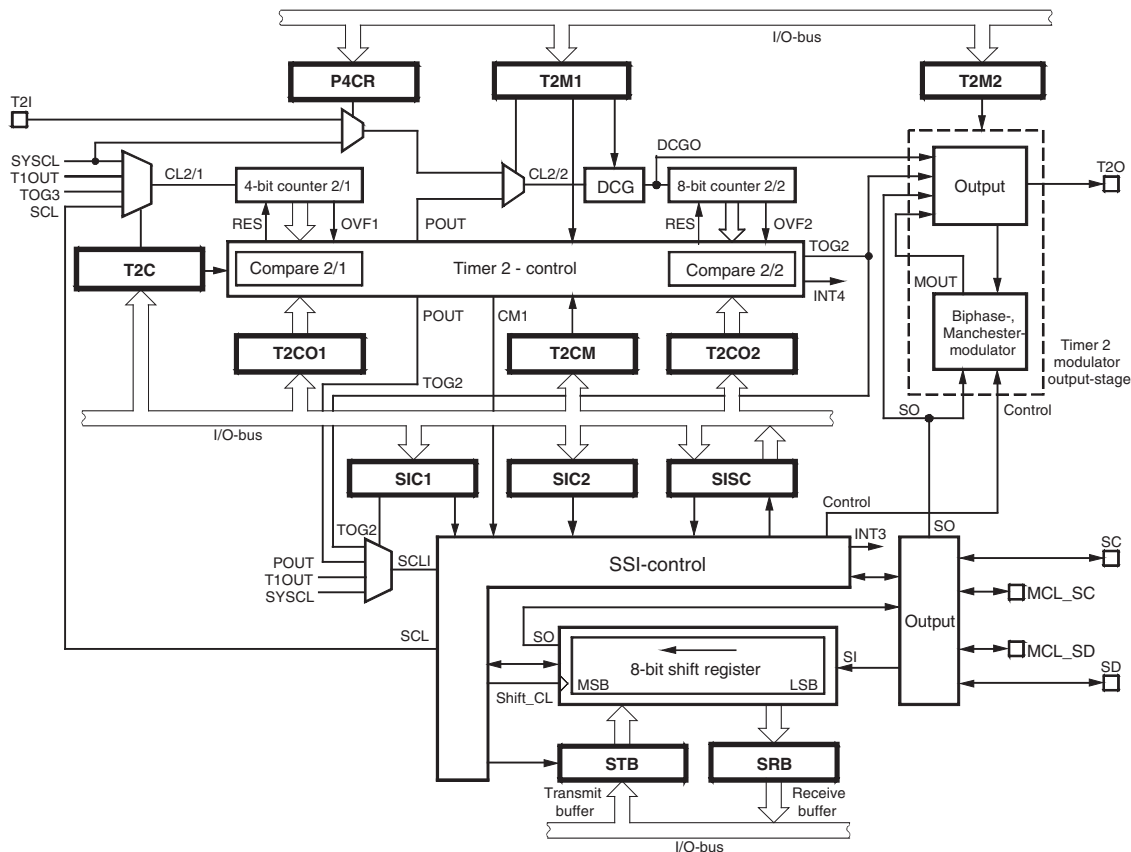 I/O-bus
P4CR
T2M1
T2M2
T2I
SYSCL
T1OUT
TOG3
SCL
CL2/1
4-bit counter 2/1
RES
OVF1
POUT
CL2/2
DCG
DCGO
8-bit counter 2/2
RES
OVF2
TOG2
Output
T2O
T2C
Compare 2/1
Timer 2 - control
Compare 2/2
INT4
MOUT
Biphase-,
Manchester-
modulator
Timer 2
modulator
output-stage
POUT
CM1
T2CO1
T2CM
T2CO2
TOG2
I/O-bus
SO
Control
SIC1
SIC2
SISC
Control
TOG2
POUT
T1OUT
SYSCL
SCLI
SSI-control
INT3
SO
SC
MCL_SC
Output
MCL_SD
SD
SCL
SO
8-bit shift register
MSB
LSB
SI
Shift_CL
STB
SRB
Transmit
buffer
Receive
buffer
I/O-bus